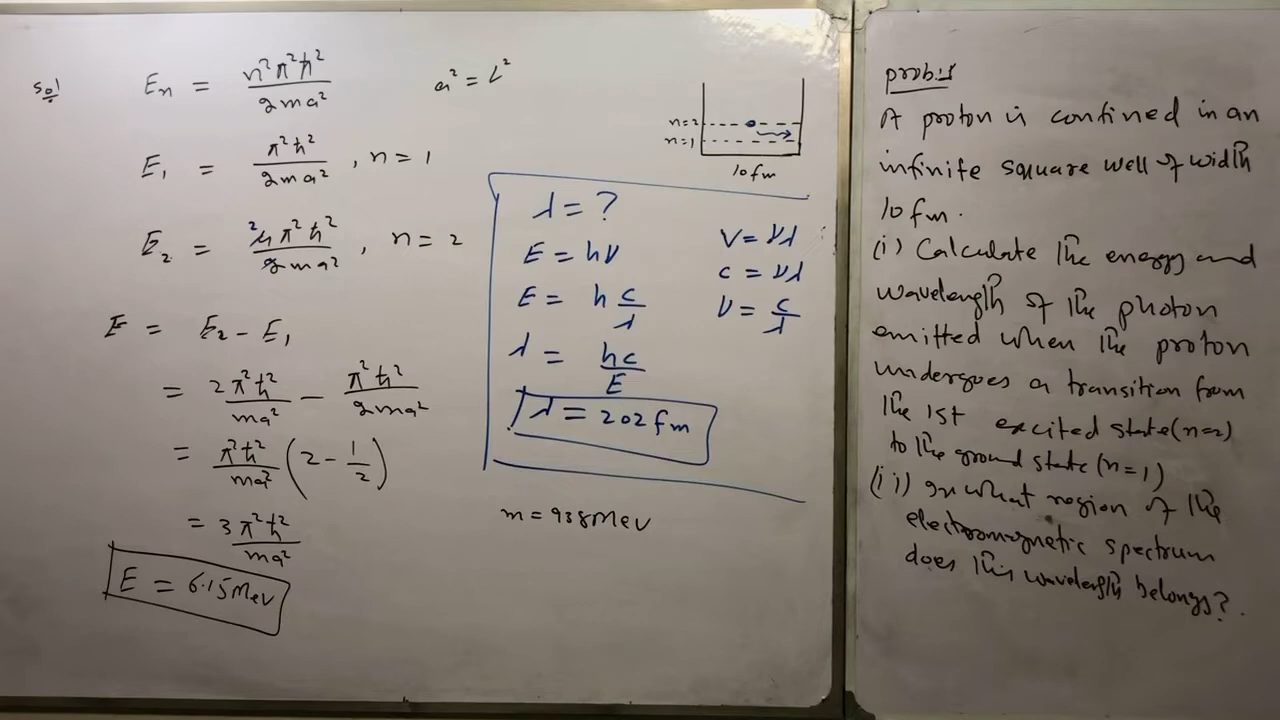 sol
Eₙ = n²π²ħ² / 2ma²
a² = L²
E₁ = π²ħ² / 2ma² , n = 1
E₂ = ²4π²ħ² / 2ma² , n = 2
E = E₂ - E₁
= 2π²ħ² / ma² - π²ħ² / 2ma²
= π²ħ² / ma² (2 - 1/2)
= 3π²ħ² / ma²
E = 6.15 MeV
n=2
n=1
10 fm
λ = ?
E = hν
E = h c/λ
λ = hc/E
λ = 202 fm
V = νλ
c = νλ
ν = c/λ
m = 938 MeV
prob:1
A proton is confined in an
infinite square well of width
10 fm.
(i) Calculate the energy and
wavelength of the photon
emitted when the proton
undergoes a transition from
the 1st excited state (n=2)
to the ground state (n=1)
(ii) In what region of the
electromagnetic spectrum
does this wavelength belongs?